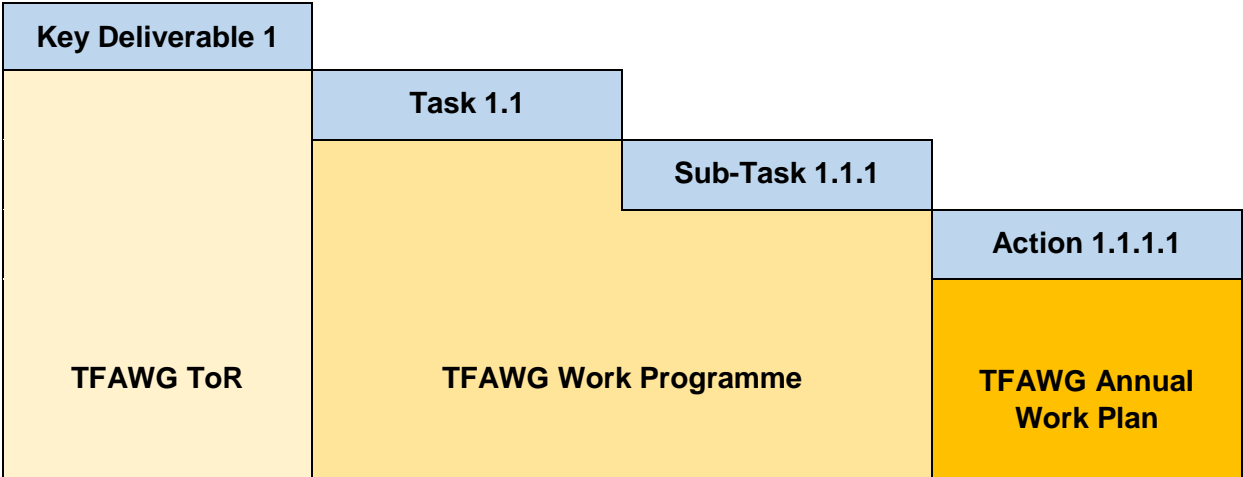 Key Deliverable 1
Task 1.1
Sub-Task 1.1.1
Action 1.1.1.1
TFAWG ToR
TFAWG Work Programme
TFAWG Annual
Work Plan